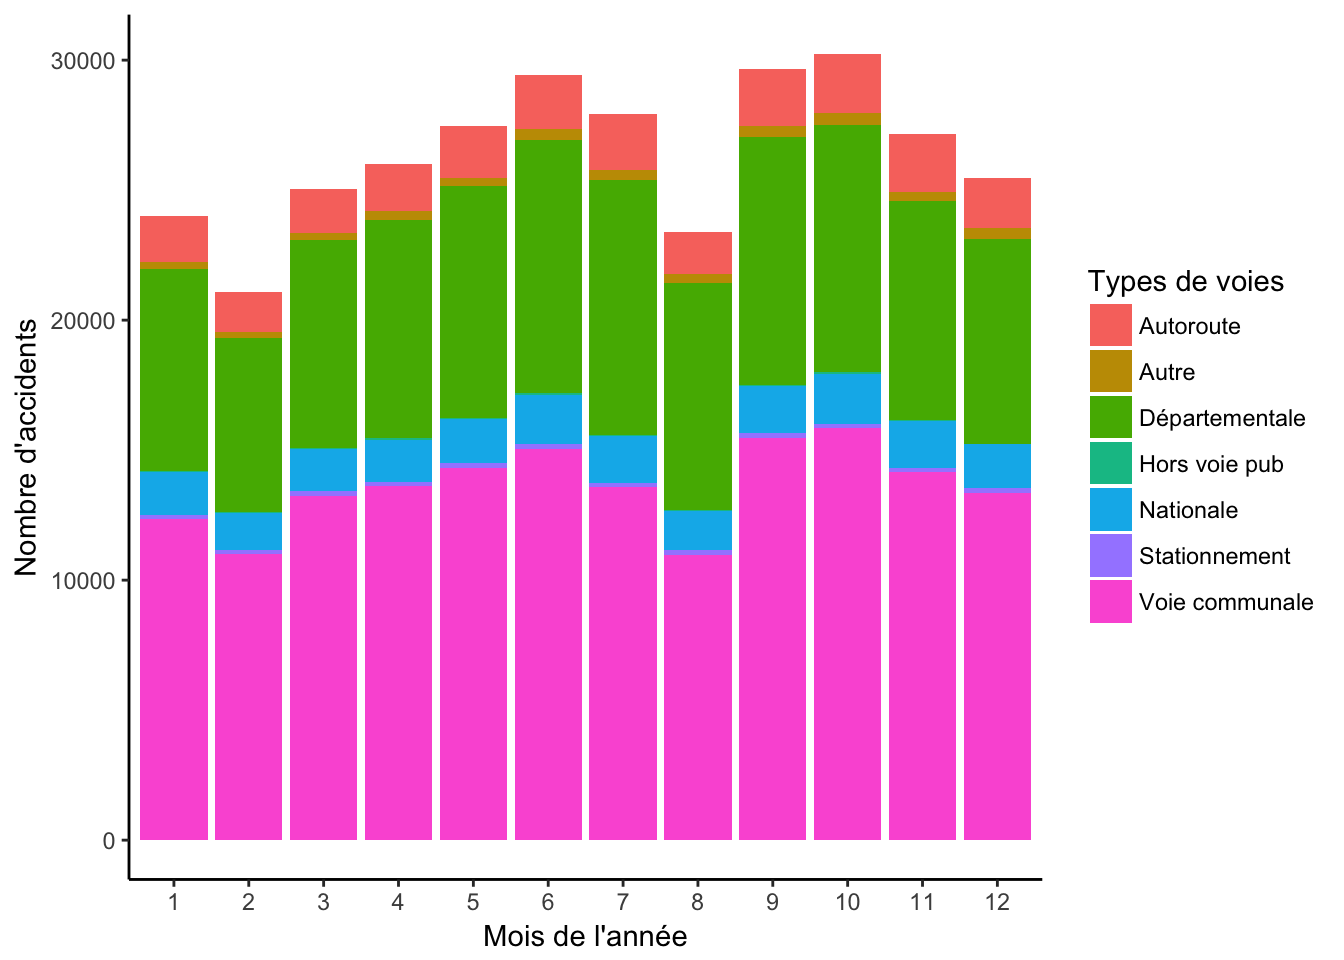 Nombre d'accidents
30000
20000
10000
0
1 2 3 4 5 6 7 8 9 10 11 12
Mois de l'année
Types de voies
Autoroute
Autre
Départementale
Hors voie pub
Nationale
Stationnement
Voie communale